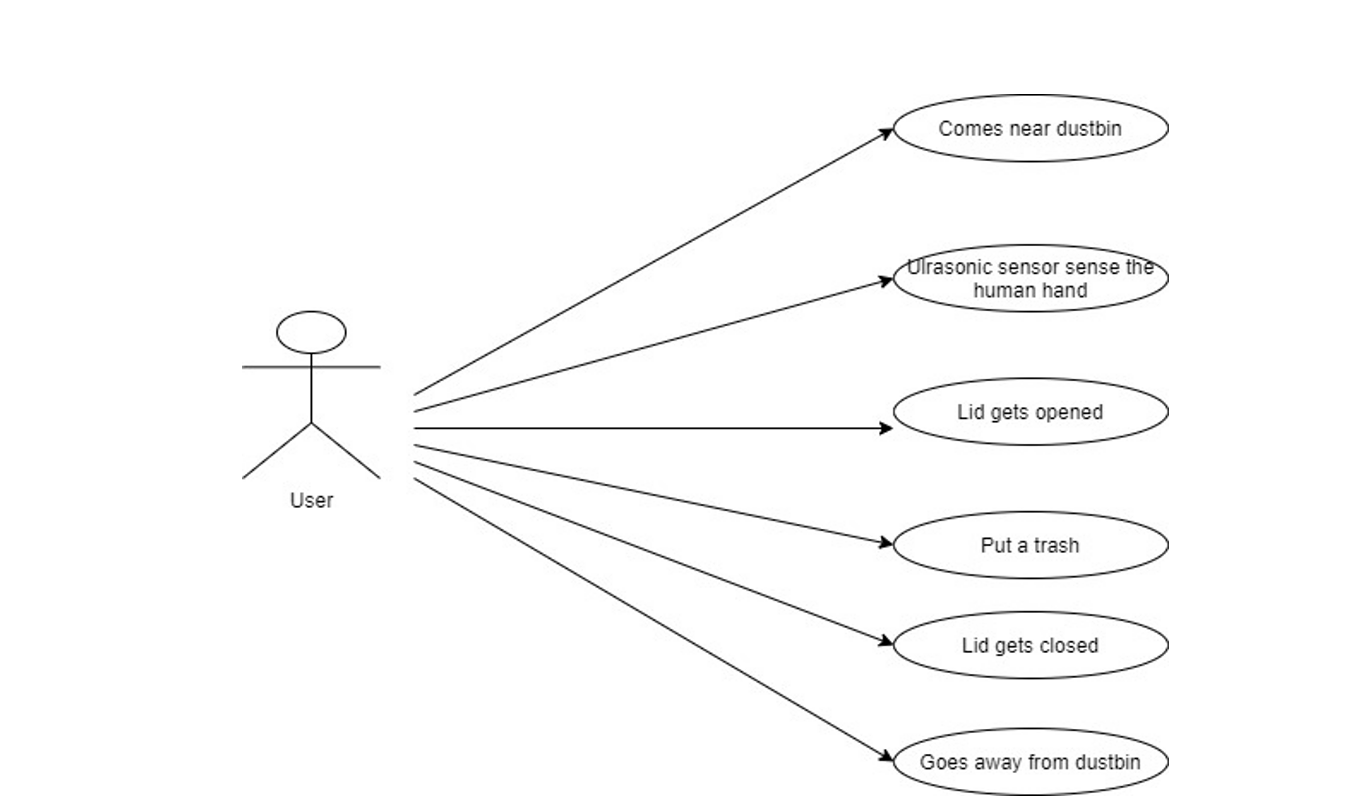 Comes near dustbin
Ulrasonic sensor sense the
human hand
Lid gets opened
User
Put a trash
Lid gets closed
Goes away from dustbin